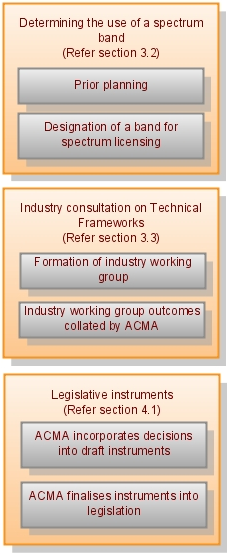 Determining the use of a spectrum
band
(Refer section 3.2)
Prior planning
Designation of a band for
spectrum licensing
Industry consultation on Technical
Frameworks
(Refer section 3.3)
Formation of industry working
group
Industry working group outcomes
collated by ACMA
Legislative instruments
(Refer section 4.1)
ACMA incorporates decisions
into draft instruments
ACMA finalises instruments into
legislation